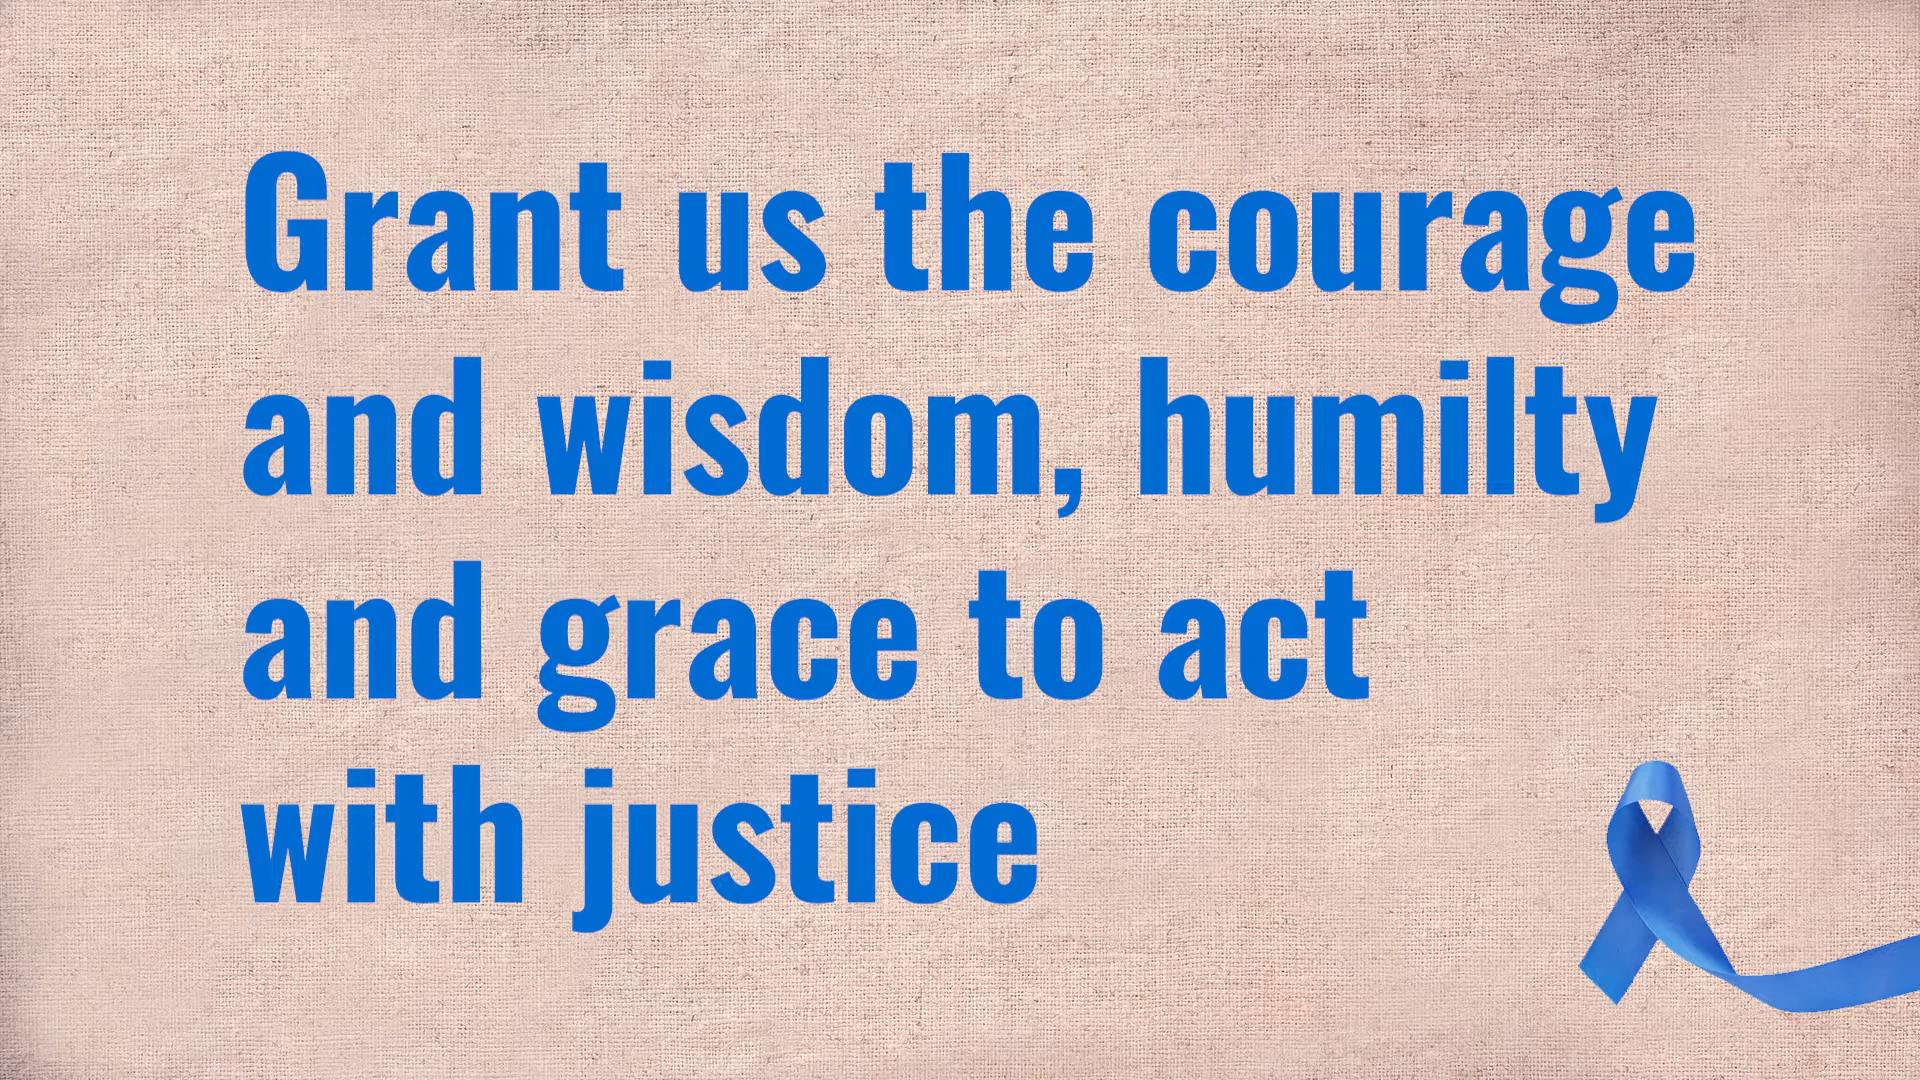 Grant us the courage
and wisdom, humilty
and grace to act
with justice